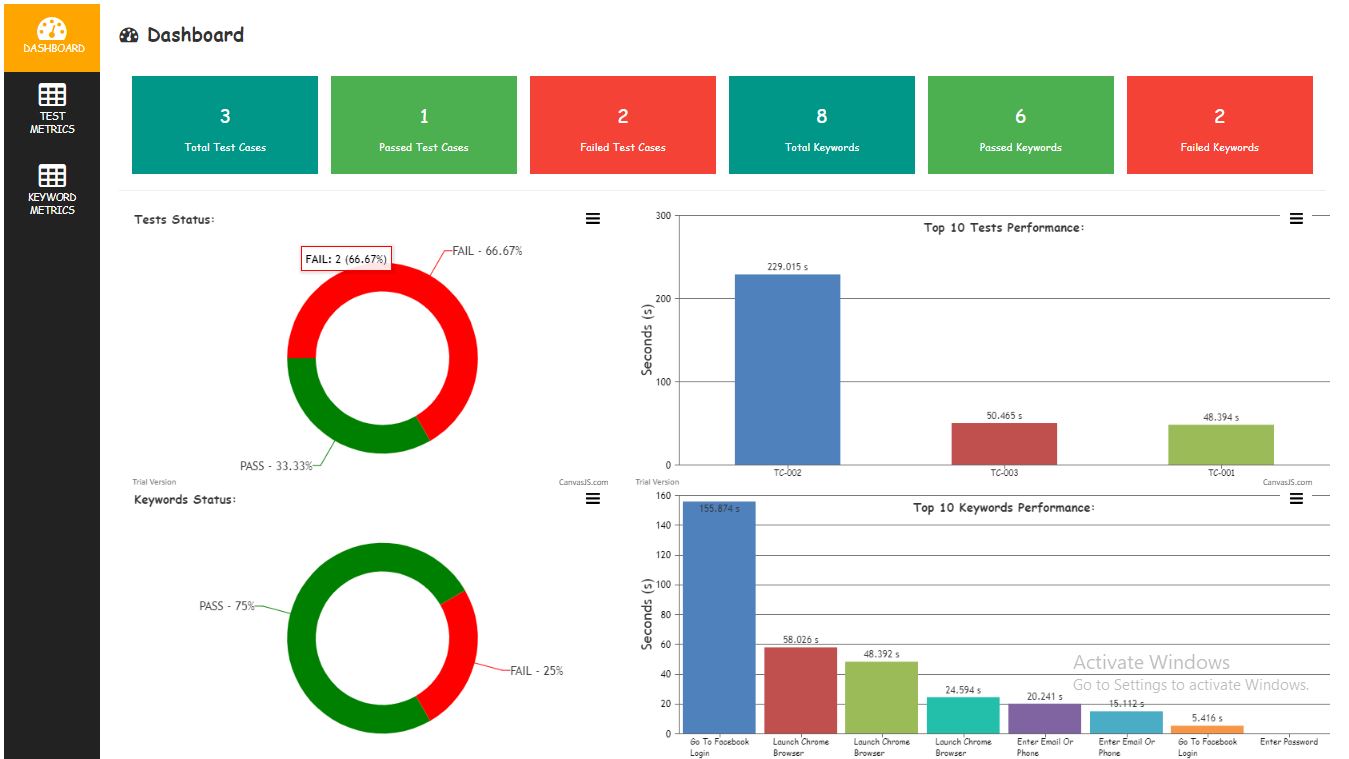 DASHBOARD
TEST
METRICS
KEYWORD
METRICS
Dashboard
3
Total Test Cases
1
Passed Test Cases
2
Failed Test Cases
8
Total Keywords
6
Passed Keywords
2
Failed Keywords
Tests Status:
FAIL: 2 (66.67%)
FAIL - 66.67%
PASS - 33.33%
Trial Version
CanvasJS.com
Top 10 Tests Performance:
Seconds (s)
300
200
100
0
229.015 s
50.465 s
48.394 s
TC-002
TC-003
TC-001
Trial Version
CanvasJS.com
Keywords Status:
PASS - 75%
FAIL - 25%
Top 10 Keywords Performance:
Seconds (s)
160
140
120
100
80
60
40
20
0
155.874 s
58.026 s
48.392 s
24.594 s
20.241 s
15.112 s
5.416 s
Go To Facebook
Login
Launch Chrome
Browser
Launch Chrome
Browser
Launch Chrome
Browser
Enter Email Or
Phone
Enter Email Or
Phone
Go To Facebook
Login
Enter Password
Activate Windows
Go to Settings to activate Windows.